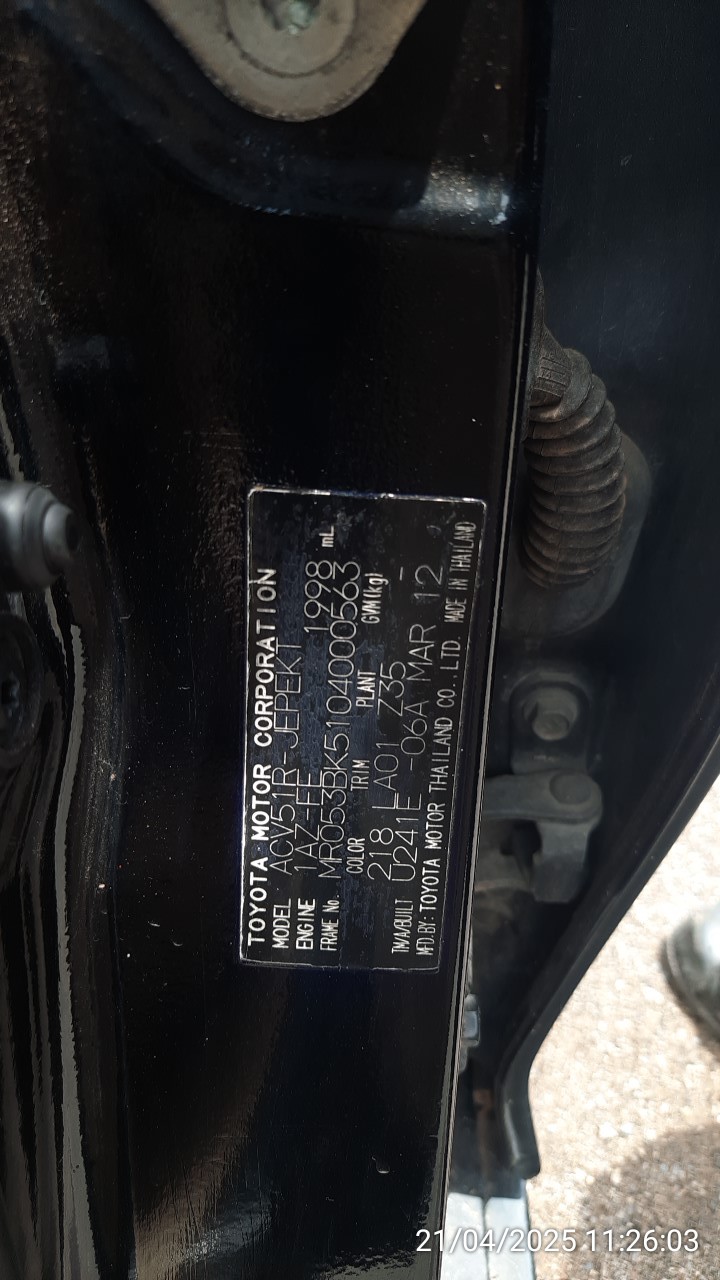 TOYOTA MOTOR CORPORATION
MODEL ACV51R-JEPEKT
ENGINE 1AZ-FE 1998 mL
FRAME No. MR053BK5104000563
COLOR TRIM PLANT GVM(kg)
218 LA01 Z35 -
TM/A/BUILT U241E -06A MAR 12
MFD.BY: TOYOTA MOTOR THAILAND CO.,LTD. MADE IN THAILAND
21/04/2025 11:26:03